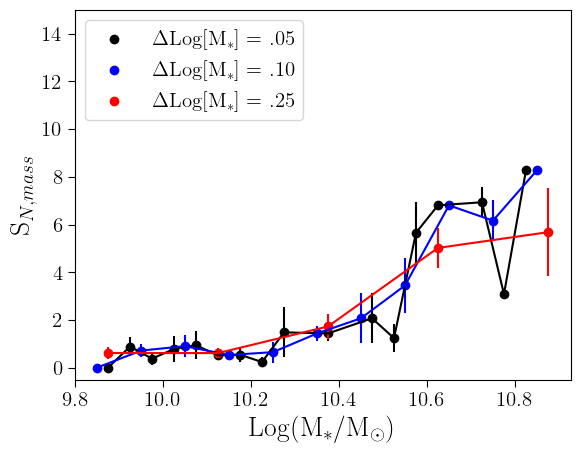 ΔLog[M*] = .05
ΔLog[M*] = .10
ΔLog[M*] = .25
14
12
10
8
6
4
2
0
S_{N,mass}
9.8 10.0 10.2 10.4 10.6 10.8
Log(M*/M⊙)